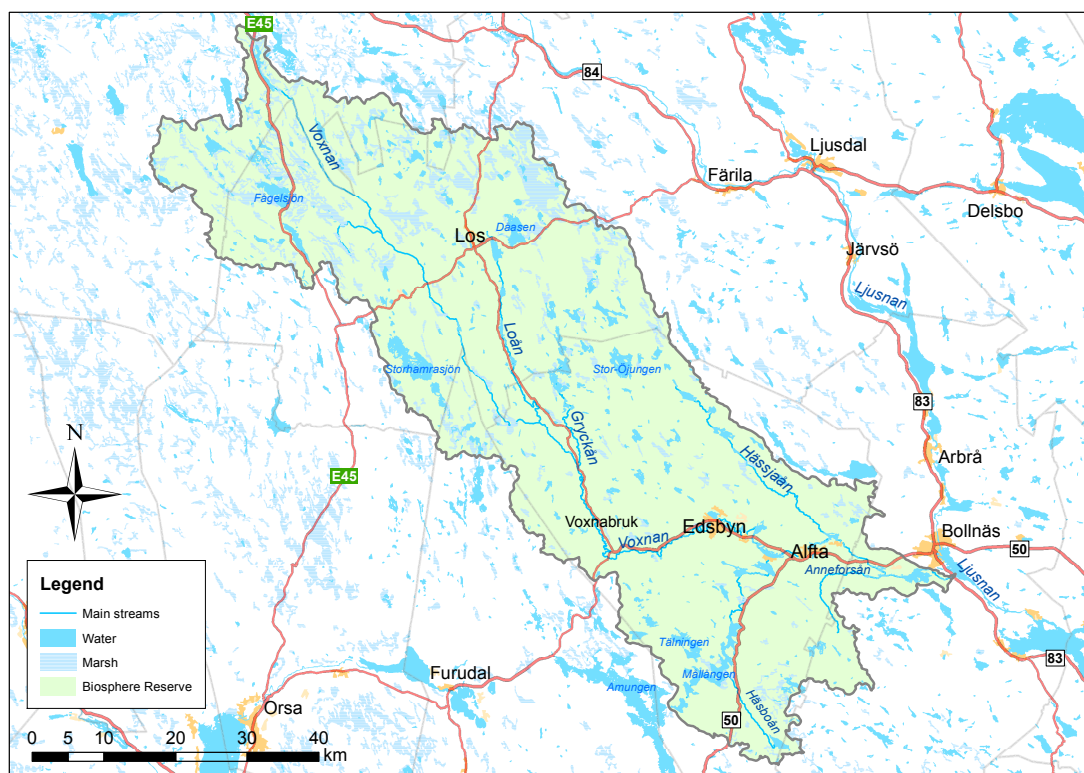 E45
84
Voxnan
Ljusdal
Färila
Delsbo
Fågelsjön
Dåasen
Los
Järvsö
Ljusnan
Loån
Storhamrasjön
Stor-Öjungen
83
Gryckån
N
Arbrå
E45
Hässjaån
Voxnabruk
Voxnan
Edsbyn
Alfta
Bollnäs
50
Anneforsån
Ljusnan
Legend
Main streams
Water
Marsh
Biosphere Reserve
Tälningen
Mållången
83
Furudal
Amungen
Orsa
Häsboån
50
0 5 10 20 30 40
km